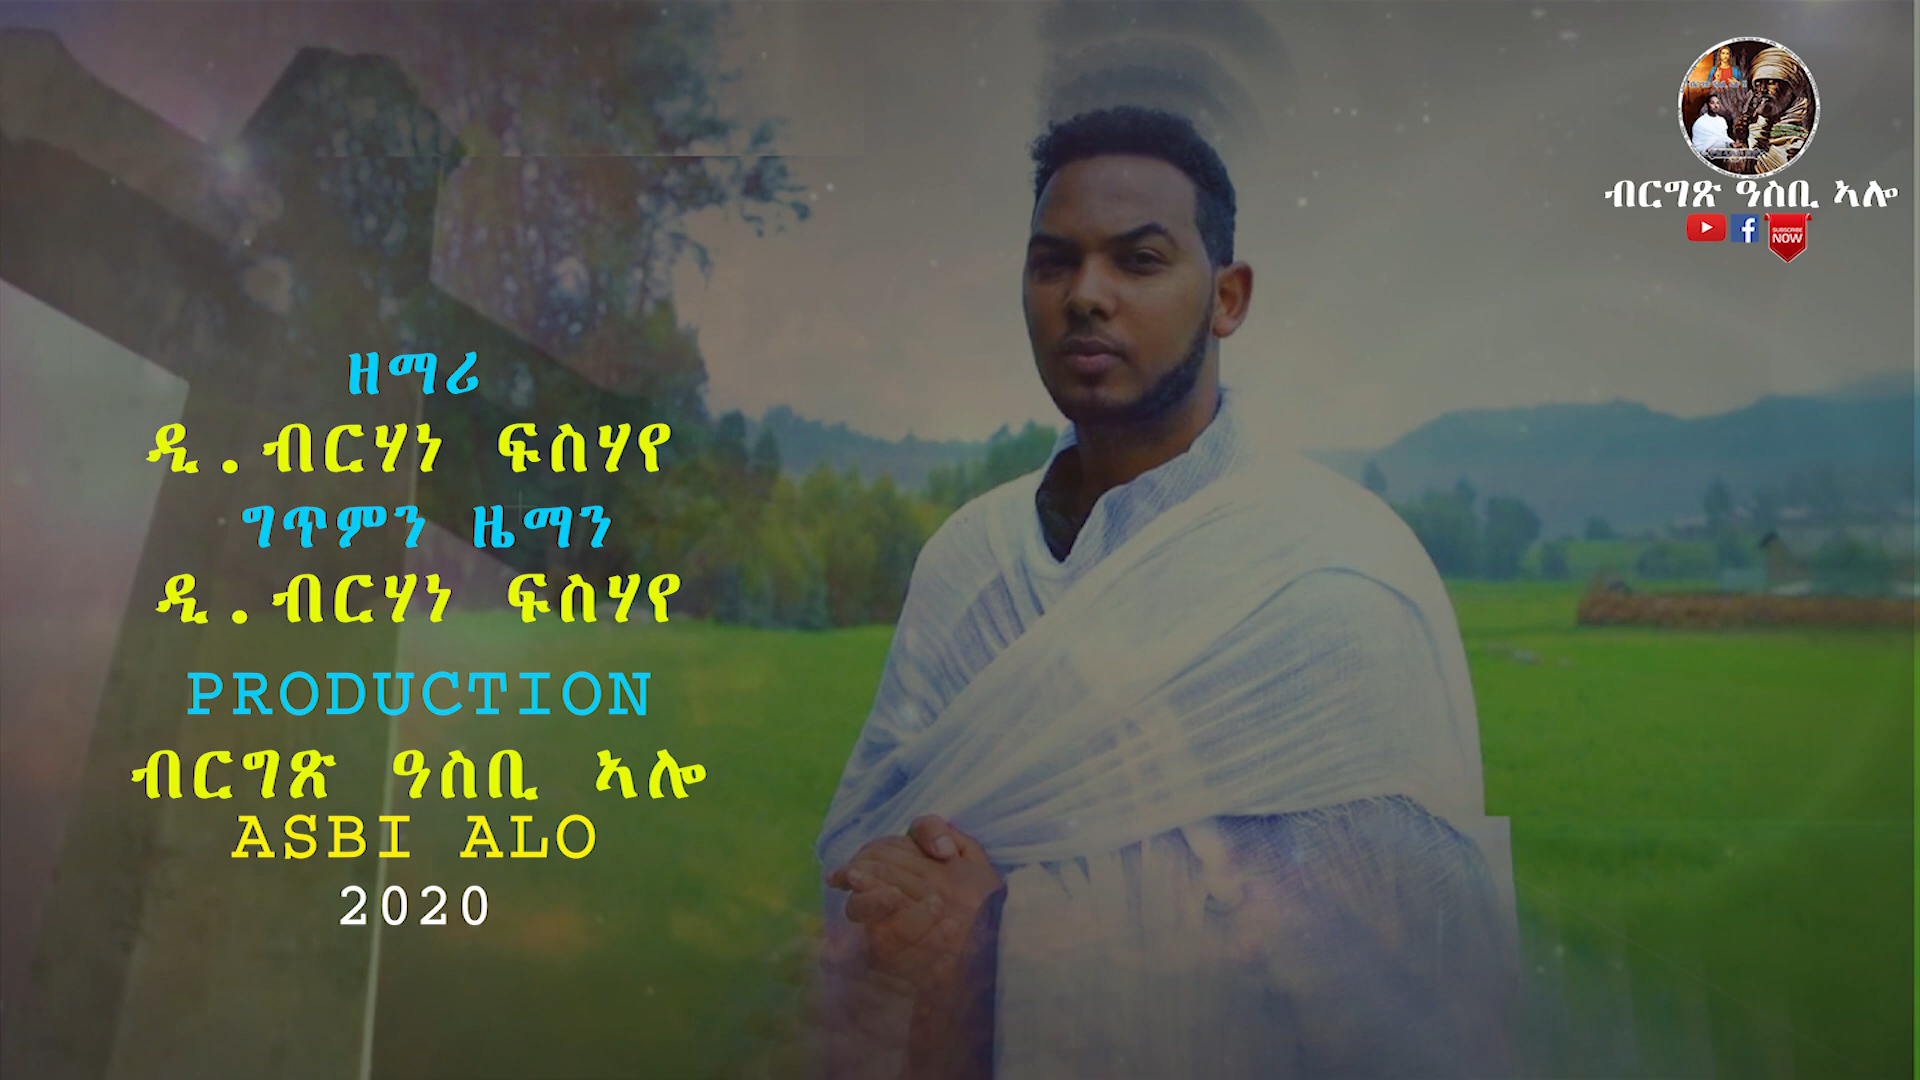 ብርግጽ ዓስቢ ኣሎ
SUBSCRIBE
NOW
ዘማሪ
ዲ.ብርሃነ ፍስሃየ
ግጥምን ዜማን
ዲ.ብርሃነ ፍስሃየ
PRODUCTION
ብርግጽ ዓስቢ ኣሎ
ASBI ALO
2020